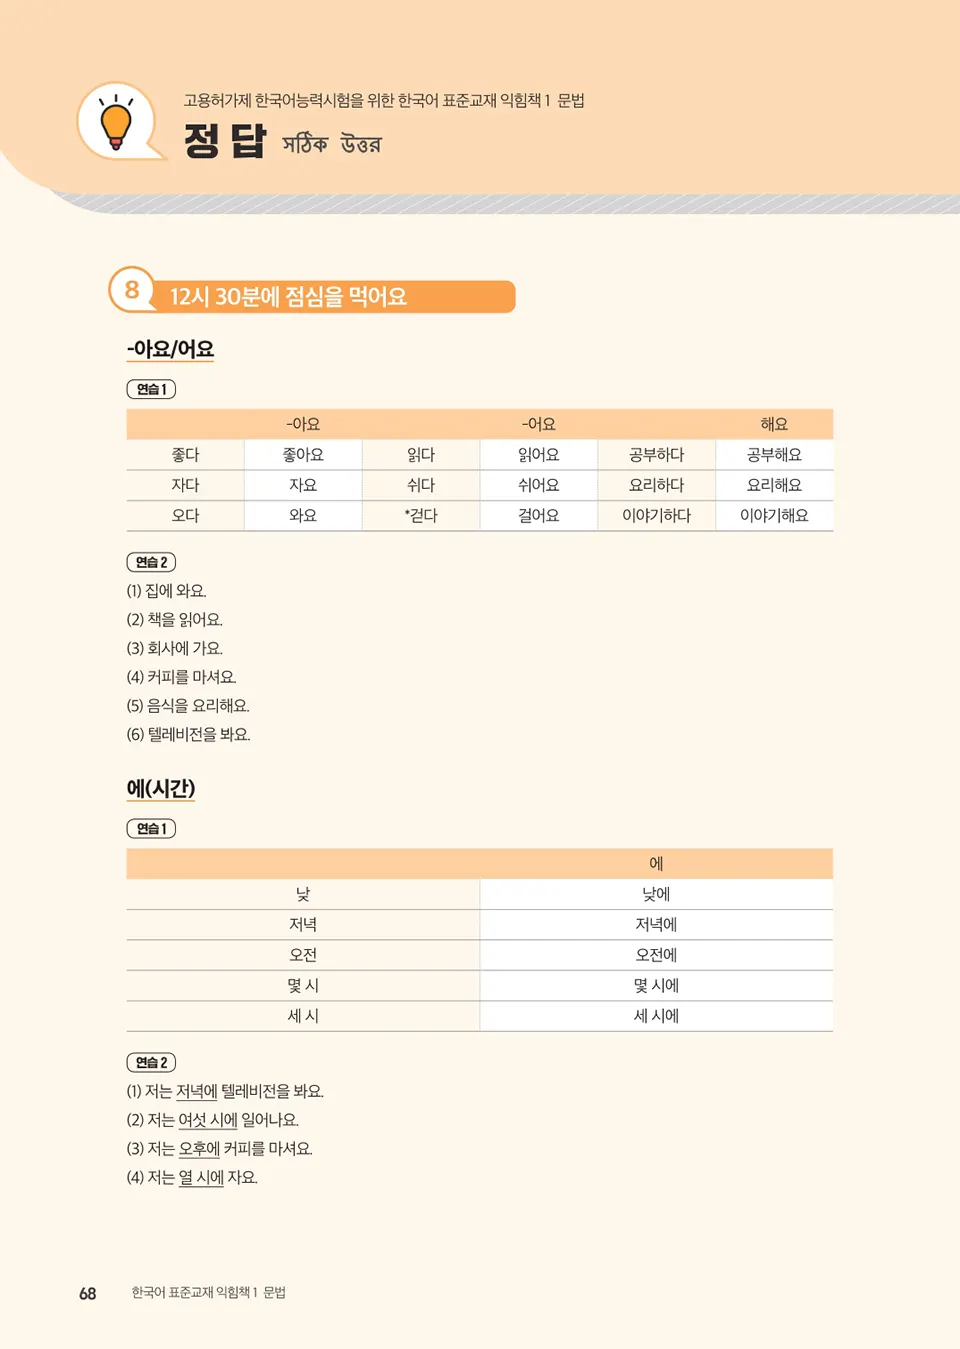 고용허가제 한국어능력시험을 위한 한국어 표준교재 익힘책 1 문법
정답 সঠিক উত্তর
8 12시 30분에 점심을 먹어요
-아요/어요
연습 1
-아요 -어요 해요
좋다 좋아요 읽다 읽어요 공부하다 공부해요
자다 자요 쉬다 쉬어요 요리하다 요리해요
오다 와요 *걷다 걸어요 이야기하다 이야기해요
연습 2
(1) 집에 와요.
(2) 책을 읽어요.
(3) 회사에 가요.
(4) 커피를 마셔요.
(5) 음식을 요리해요.
(6) 텔레비전을 봐요.
에(시간)
연습 1
에
낮 낮에
저녁 저녁에
오전 오전에
몇 시 몇 시에
세 시 세 시에
연습 2
(1) 저는 저녁에 텔레비전을 봐요.
(2) 저는 여섯 시에 일어나요.
(3) 저는 오후에 커피를 마셔요.
(4) 저는 열 시에 자요.
68 한국어 표준교재 익힘책 1 문법